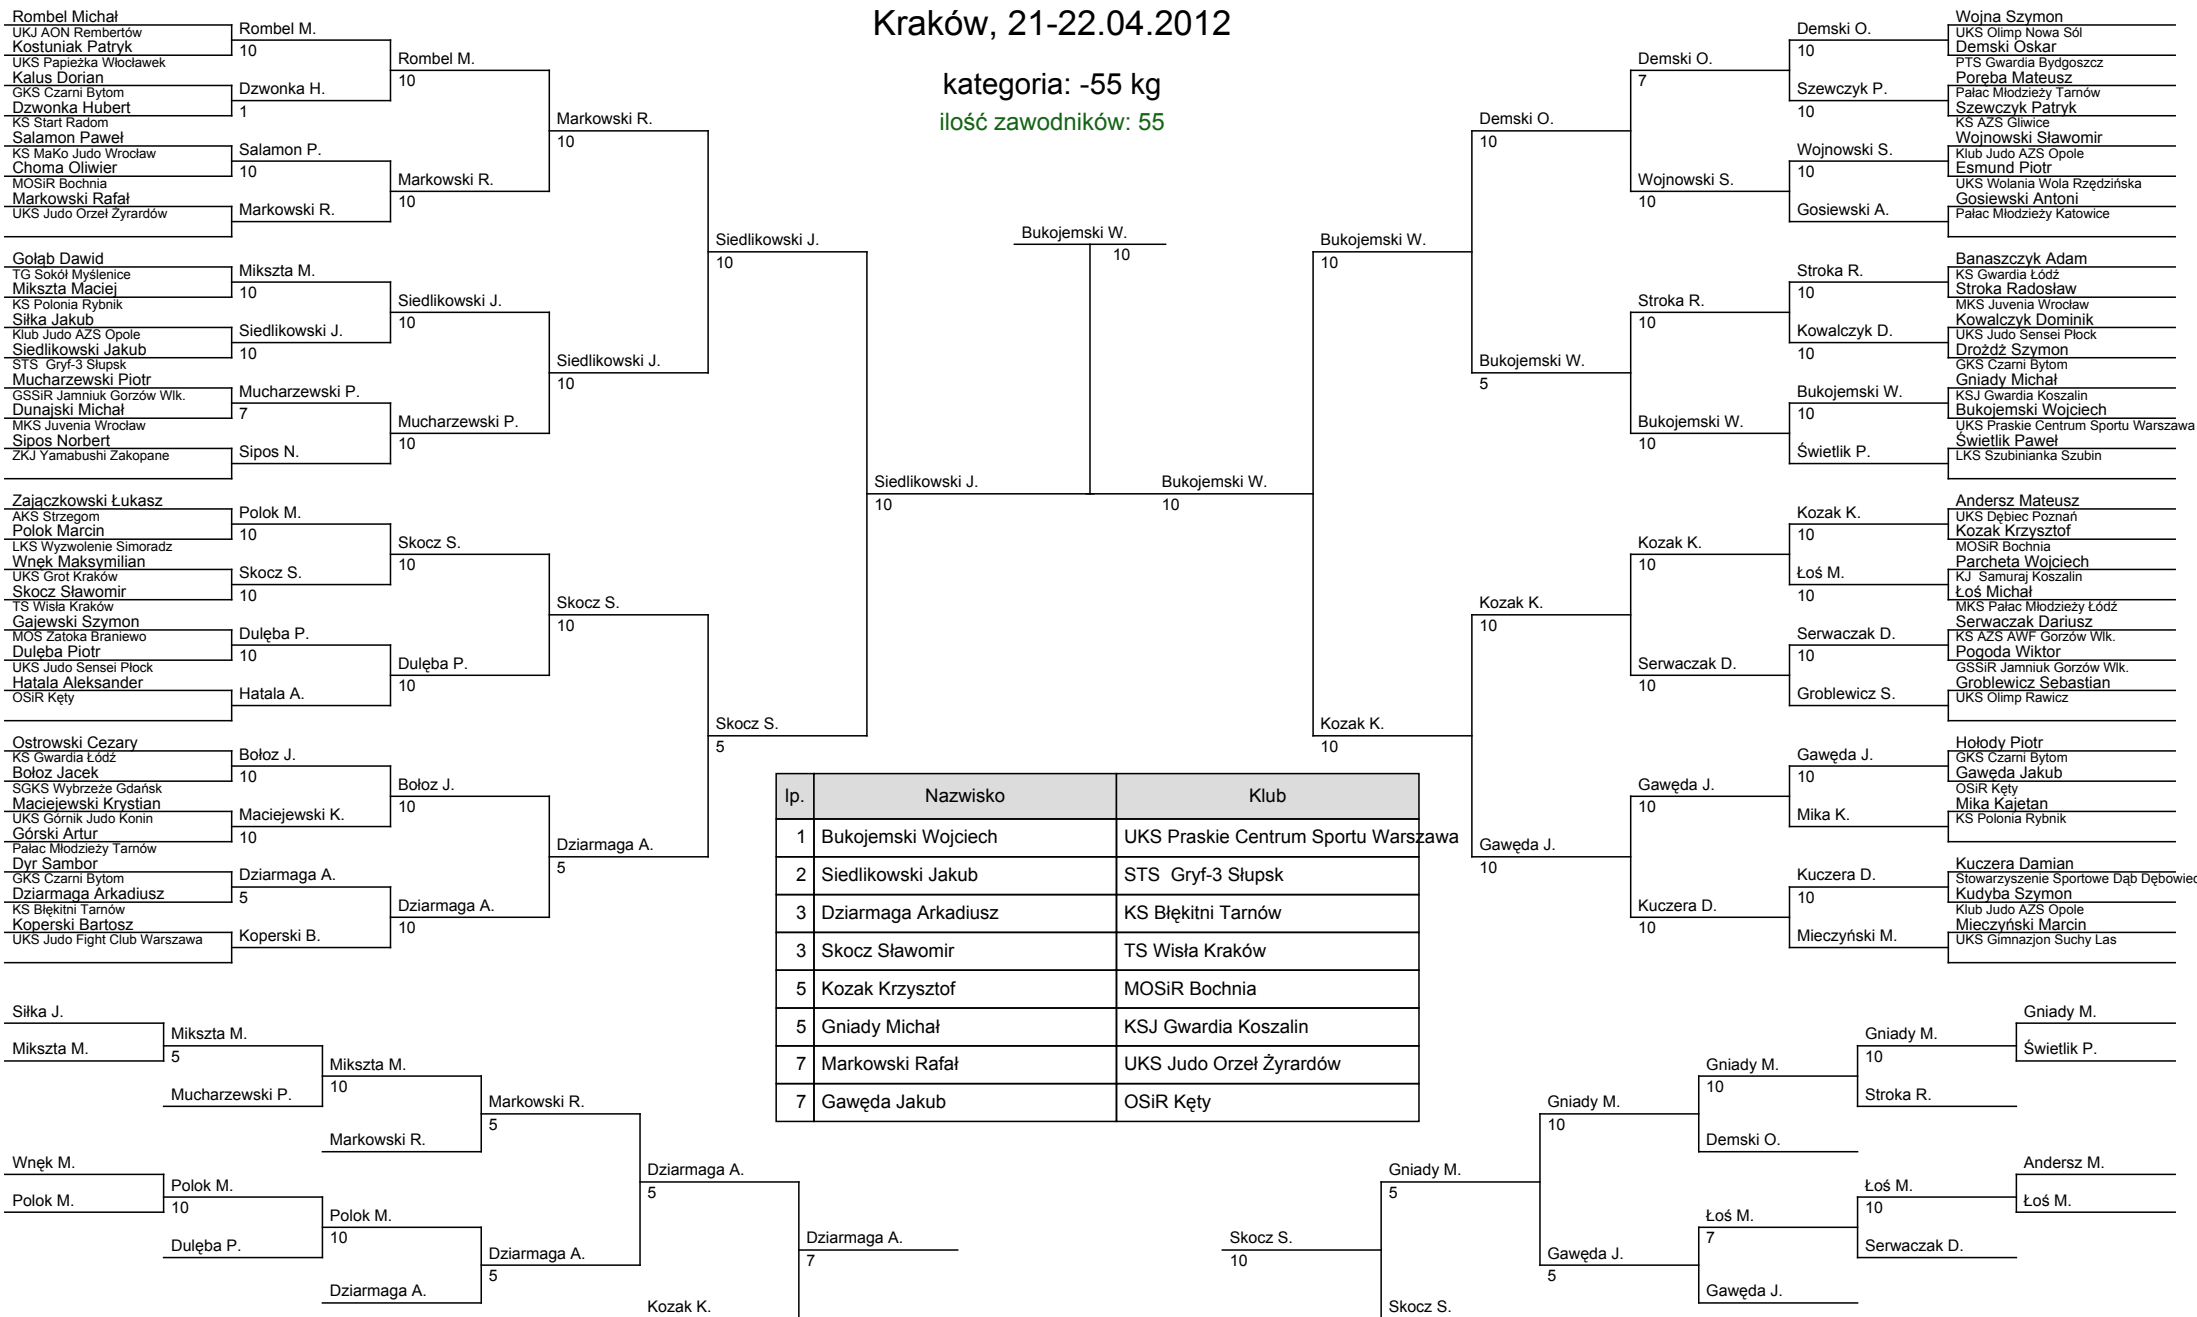 Kraków, 21-22.04.2012
kategoria: -55 kg
ilość zawodników: 55
Rombel Michał
UKJ AON Rembertów
Kostuniak Patryk
UKS Papieżka Włocławek
Kalus Dorian
GKS Czarni Bytom
Dzwonka Hubert
KS Start Radom
Salamon Paweł
KS MaKo Judo Wrocław
Choma Oliwier
MOSiR Bochnia
Markowski Rafał
UKS Judo Orzeł Żyrardów
Gołąb Dawid
TG Sokół Myślenice
Mikszta Maciej
KS Polonia Rybnik
Siłka Jakub
Klub Judo AZS Opole
Siedlikowski Jakub
STS  Gryf-3 Słupsk
Mucharzewski Piotr
GSSiR Jamniuk Gorzów Wlk.
Dunajski Michał
MKS Juvenia Wrocław
Sipos Norbert
ZKJ Yamabushi Zakopane
Zajączkowski Łukasz
AKS Strzegom
Polok Marcin
LKS Wyzwolenie Simoradz
Wnęk Maksymilian
UKS Grot Kraków
Skocz Sławomir
TS Wisła Kraków
Gajewski Szymon
MOS Zatoka Braniewo
Dulęba Piotr
UKS Judo Sensei Płock
Hatala Aleksander
OSiR Kęty
Ostrowski Cezary
KS Gwardia Łódź
Bołoz Jacek
SGKS Wybrzeże Gdańsk
Maciejewski Krystian
UKS Górnik Judo Konin
Górski Artur
Pałac Młodzieży Tarnów
Dyr Sambor
GKS Czarni Bytom
Dziarmaga Arkadiusz
KS Błękitni Tarnów
Koperski Bartosz
UKS Judo Fight Club Warszawa
Rombel M.
10
Dzwonka H.
1
Salamon P.
10
Markowski R.
Mikszta M.
10
Siedlikowski J.
10
Mucharzewski P.
7
Sipos N.
Polok M.
10
Skocz S.
10
Dulęba P.
10
Hatala A.
Bołoz J.
10
Maciejewski K.
10
Dziarmaga A.
5
Koperski B.
Rombel M.
10
Markowski R.
10
Siedlikowski J.
10
Mucharzewski P.
10
Skocz S.
10
Dulęba P.
10
Bołoz J.
10
Dziarmaga A.
10
Markowski R.
10
Siedlikowski J.
10
Skocz S.
10
Dziarmaga A.
5
Siedlikowski J.
10
Skocz S.
5
Siedlikowski J.
10
Bukojemski W.
10
Bukojemski W.
10
Bukojemski W.
10
Kozak K.
10
Demski O.
10
Bukojemski W.
5
Kozak K.
10
Gawęda J.
10
Demski O.
7
Wojnowski S.
10
Stroka R.
10
Bukojemski W.
10
Kozak K.
10
Serwaczak D.
10
Gawęda J.
10
Kuczera D.
10
Demski O.
10
Szewczyk P.
10
Wojnowski S.
10
Gosiewski A.
Stroka R.
10
Kowalczyk D.
10
Bukojemski W.
10
Świetlik P.
Kozak K.
10
Łoś M.
10
Serwaczak D.
10
Groblewicz S.
Gawęda J.
10
Mika K.
Kuczera D.
10
Mieczyński M.
Wojna Szymon
UKS Olimp Nowa Sól
Demski Oskar
PTS Gwardia Bydgoszcz
Poręba Mateusz
Pałac Młodzieży Tarnów
Szewczyk Patryk
KS AZS Gliwice
Wojnowski Sławomir
Klub Judo AZS Opole
Esmund Piotr
UKS Wolania Wola Rzędzińska
Gosiewski Antoni
Pałac Młodzieży Katowice
Banaszczyk Adam
KS Gwardia Łódź
Stroka Radosław
MKS Juvenia Wrocław
Kowalczyk Dominik
UKS Judo Sensei Płock
Drożdż Szymon
GKS Czarni Bytom
Gniady Michał
KSJ Gwardia Koszalin
Bukojemski Wojciech
UKS Praskie Centrum Sportu Warszawa
Świetlik Paweł
LKS Szubinianka Szubin
Andersz Mateusz
UKS Dębiec Poznań
Kozak Krzysztof
MOSiR Bochnia
Parcheta Wojciech
KJ  Samuraj Koszalin
Łoś Michał
MKS Pałac Młodzieży Łódź
Serwaczak Dariusz
KS AZS AWF Gorzów Wlk.
Pogoda Wiktor
GSSiR Jamniuk Gorzów Wlk.
Groblewicz Sebastian
UKS Olimp Rawicz
Hołody Piotr
GKS Czarni Bytom
Gawęda Jakub
OSiR Kęty
Mika Kajetan
KS Polonia Rybnik
Kuczera Damian
Stowarzyszenie Sportowe Dąb Dębowiec
Kudyba Szymon
Klub Judo AZS Opole
Mieczyński Marcin
UKS Gimnazjon Suchy Las
lp. Nazwisko Klub
1 Bukojemski Wojciech UKS Praskie Centrum Sportu Warszawa
2 Siedlikowski Jakub STS  Gryf-3 Słupsk
3 Dziarmaga Arkadiusz KS Błękitni Tarnów
3 Skocz Sławomir TS Wisła Kraków
5 Kozak Krzysztof MOSiR Bochnia
5 Gniady Michał KSJ Gwardia Koszalin
7 Markowski Rafał UKS Judo Orzeł Żyrardów
7 Gawęda Jakub OSiR Kęty
Siłka J.
Mikszta M.
Wnęk M.
Polok M.
Mikszta M.
5
Mucharzewski P.
Polok M.
10
Dulęba P.
Mikszta M.
10
Markowski R.
Polok M.
10
Dziarmaga A.
Markowski R.
5
Dziarmaga A.
5
Dziarmaga A.
5
Kozak K.
Dziarmaga A.
7
Skocz S.
10
Gniady M.
5
Skocz S.
Gniady M.
10
Gawęda J.
5
Gniady M.
10
Demski O.
Łoś M.
7
Gawęda J.
Gniady M.
10
Stroka R.
Łoś M.
10
Serwaczak D.
Gniady M.
Świetlik P.
Andersz M.
Łoś M.